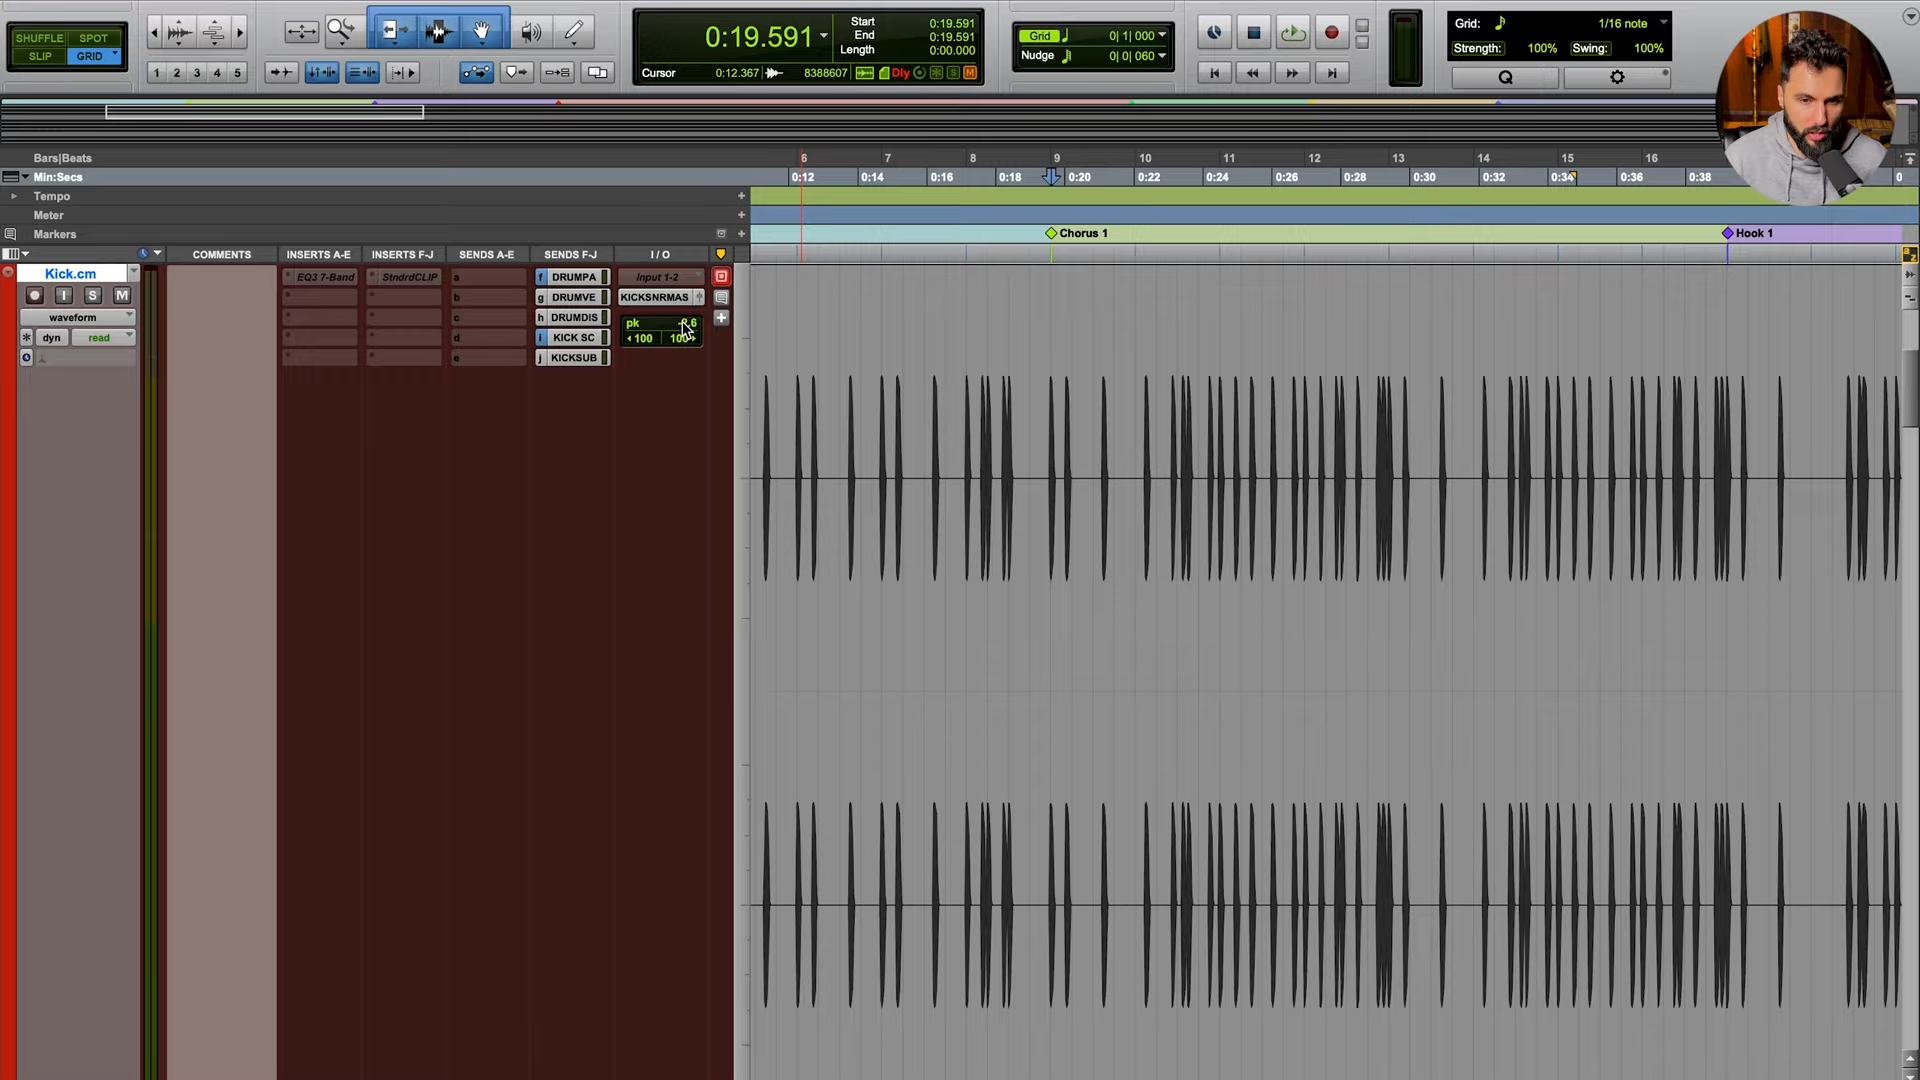 SHUFFLE SPOT
SLIP GRID
1 2 3 4 5
0:19.591
Start 0:19.591
End 0:19.591
Length 0:00.000
Cursor 0:12.367 8388607 Dly S M
Grid 0| 1| 000
Nudge 0| 0| 060
Grid: 1/16 note
Strength: 100% Swing: 100%
Q
Bars|Beats 6 7 8 9 10 11 12 13 14 15 16
Min:Secs 0:12 0:14 0:16 0:18 0:20 0:22 0:24 0:26 0:28 0:30 0:32 0:34 0:36 0:38 0
Tempo
Meter
Markers Chorus 1 Hook 1
COMMENTS INSERTS A-E INSERTS F-J SENDS A-E SENDS F-J I / O
Kick.cm EQ3 7-Band StndrdCLIP a f DRUMPA Input 1-2
I S M b g DRUMVE KICKSNRMAS
waveform c h DRUMDIS pk
dyn read d i KICK SC 100
e j KICKSUB
a z